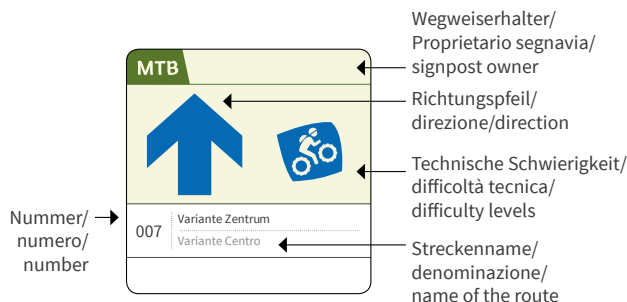 Wegweiserhalter/
Proprietario segnavia/
signpost owner
MTB
Richtungspfeil/
direzione/direction
Technische Schwierigkeit/
difficoltà tecnica/
difficulty levels
Nummer/
numero/
number
007
Variante Zentrum
Variante Centro
Streckenname/
denominazione/
name of the route